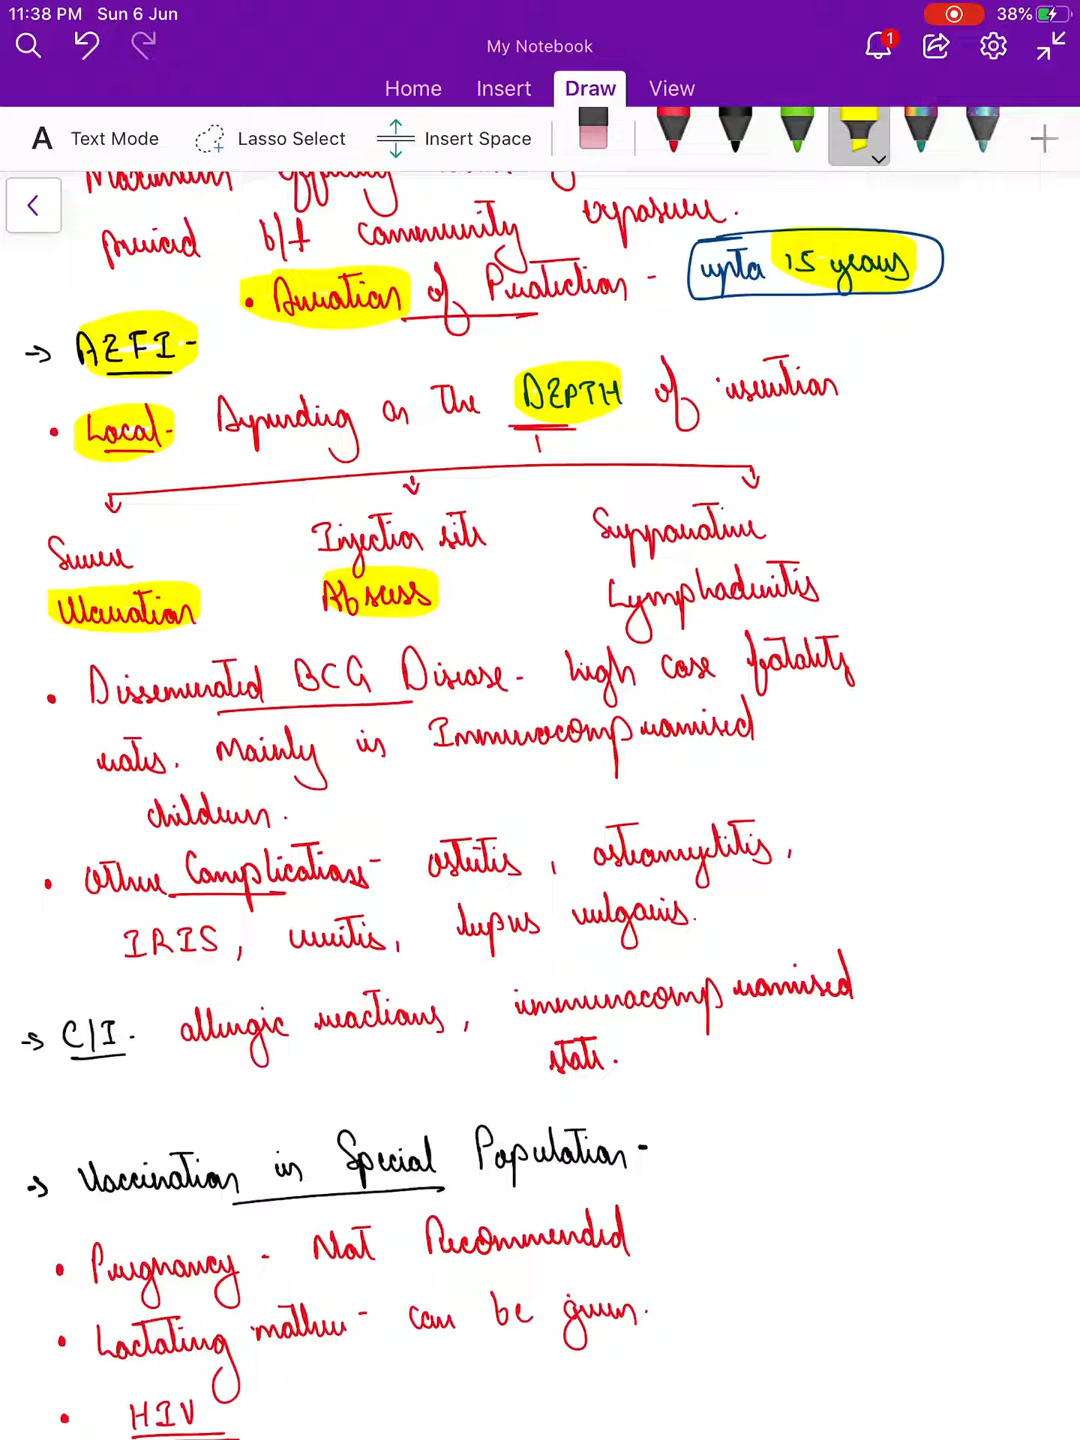 11:38 PM Sun 6 Jun 38%
My Notebook 1
Home Insert Draw View
A Text Mode Lasso Select Insert Space
Maximum efficacy
period b/f community exposure.
• Duration of Protection - upto 15 years
→ AEFI -
• Local - Depending on the DEPTH of insertion
Severe Ulceration
Injection site Abscess
Suppurative Lymphadenitis
• Disseminated BCG Disease - high case fatality
rates. Mainly in Immunocompromised
children.
• Other Complications - osteitis, osteomyelitis,
IRIS, uveitis, lupus vulgaris.
→ C/I. allergic reactions, immunocompromised
state.
→ Vaccination in Special Population -
• Pregnancy - Not Recommended
• Lactating mother - can be given.
• HIV